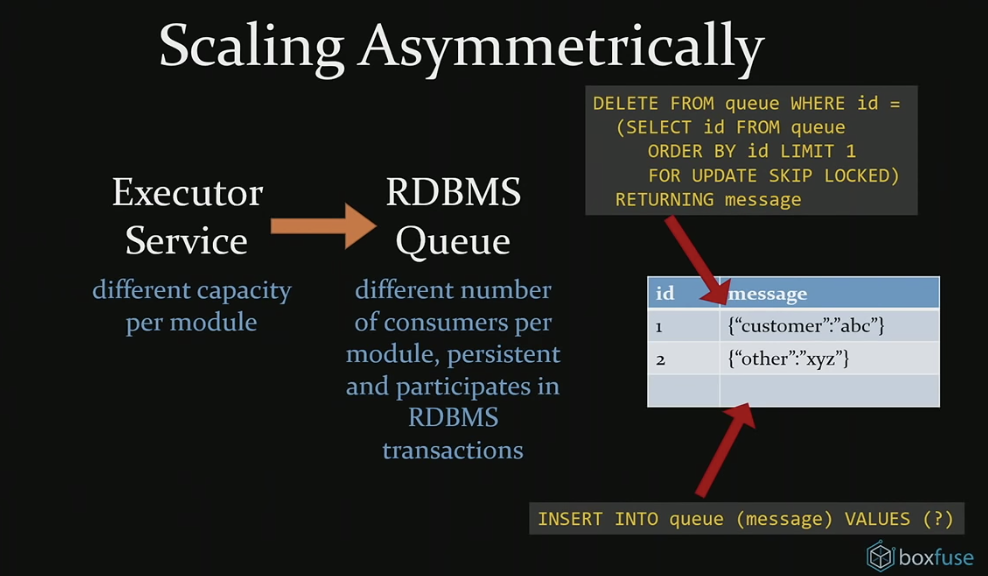 Scaling Asymmetrically
DELETE FROM queue WHERE id =
(SELECT id FROM queue
ORDER BY id LIMIT 1
FOR UPDATE SKIP LOCKED)
RETURNING message
Executor
Service
different capacity
per module
RDBMS
Queue
different number
of consumers per
module, persistent
and participates in
RDBMS
transactions
id message
1 {“customer”:”abc”}
2 {“other”:”xyz”}
INSERT INTO queue (message) VALUES (?)
boxfuse